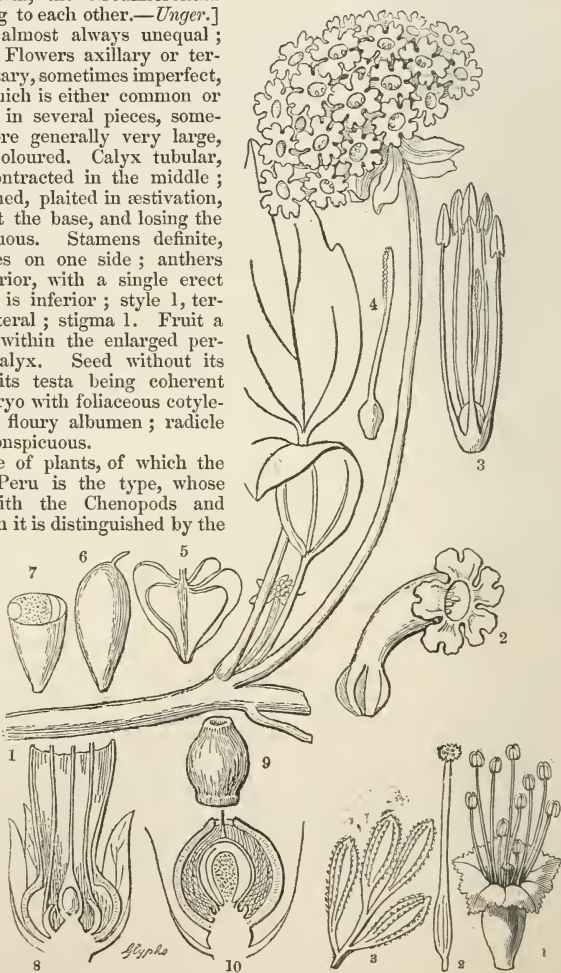 g to each other.—Unger.]
almost always unequal ;
Flowers axillary or ter-
tary, sometimes imperfect,
hich is either common or
in several pieces, some-
re generally very large,
oloured. Calyx tubular,
ontracted in the middle ;
ned, plaited in æstivation,
t the base, and losing the
uous. Stamens definite,
es on one side ; anthers
rior, with a single erect
is inferior ; style 1, ter-
teral ; stigma 1. Fruit a
within the enlarged per-
alyx. Seed without its
its testa being coherent
ryo with foliaceous cotyle-
floury albumen ; radicle
onspicuous.
e of plants, of which the
Peru is the type, whose
ith the Chenopods and
n it is distinguished by the
4
3
7 6 5
2
1
9
8 Glypho 10 3 2 1